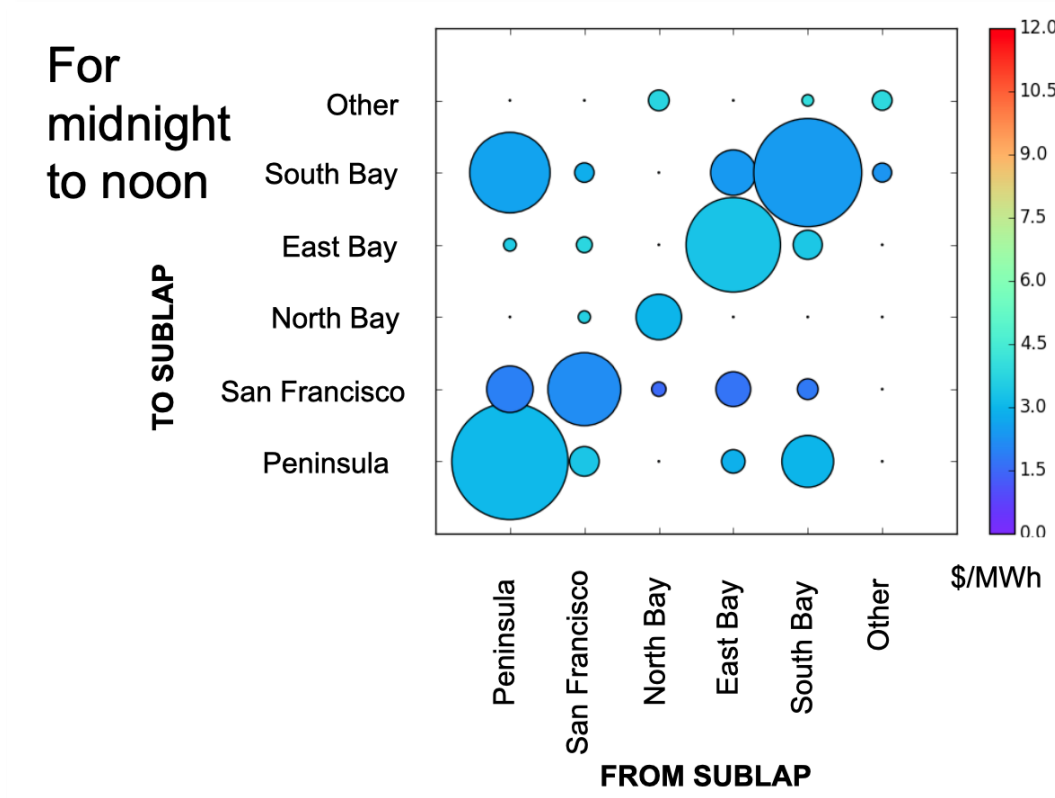 For
midnight
to noon
Other
South Bay
East Bay
North Bay
San Francisco
Peninsula
TO SUBLAP
Peninsula
San Francisco
North Bay
East Bay
South Bay
Other
FROM SUBLAP
12.0
10.5
9.0
7.5
6.0
4.5
3.0
1.5
0.0
$/MWh